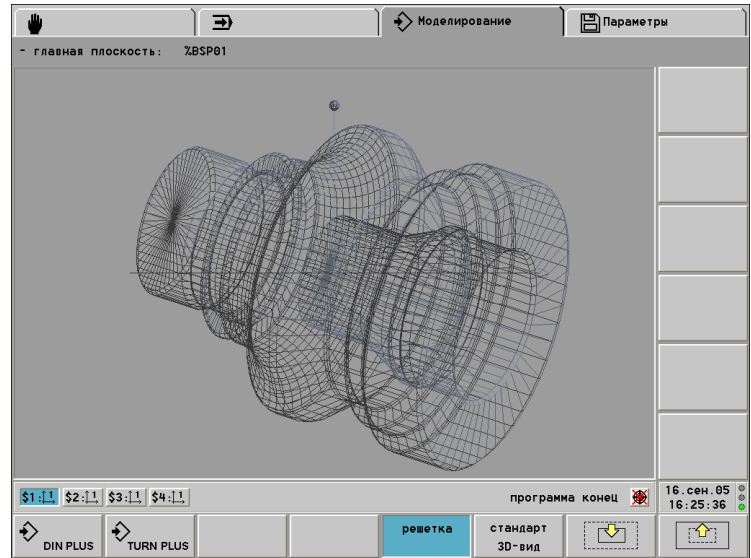 Моделирование
Параметры
- главная плоскость: %BSP01
$1: 1 $2: 1 $3: 1 $4: 1
программа конец
16.сен.05
16:25:36
DIN PLUS
TURN PLUS
решетка
стандарт
3D-вид